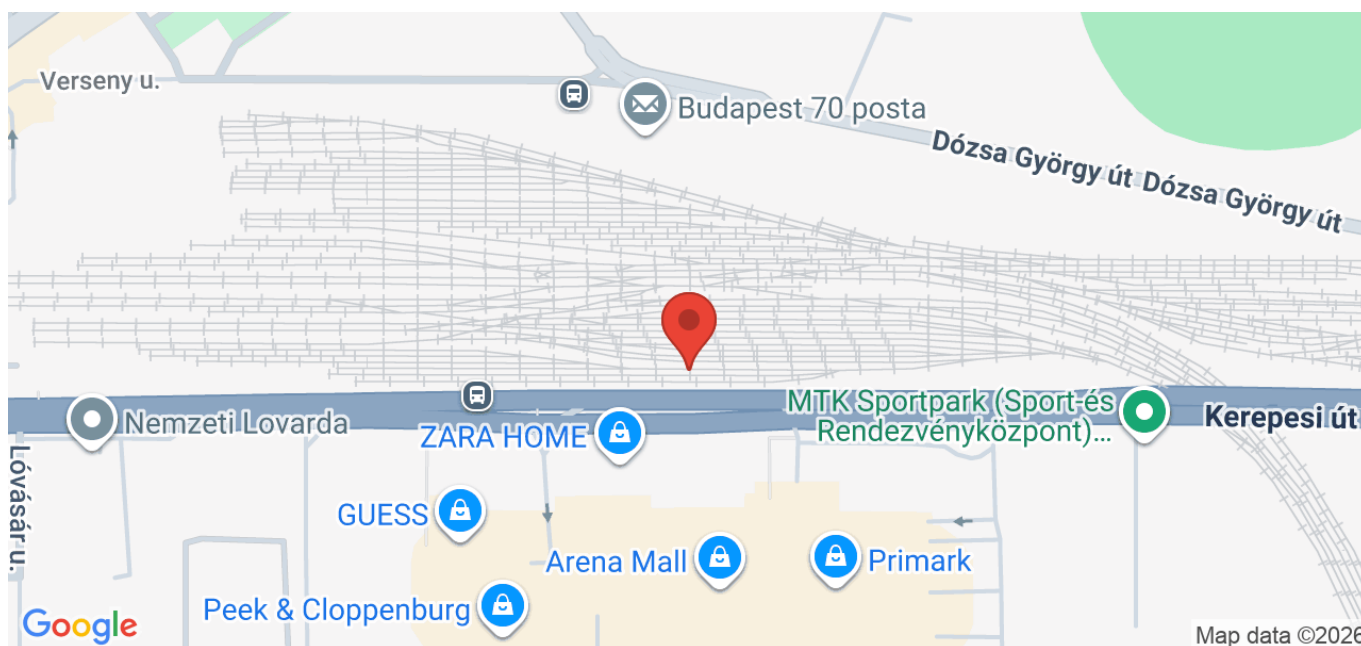 Verseny u.
Budapest 70 posta
Dózsa György út
Dózsa György út
MTK Sportpark (Sport-és
Rendezvényközpont)...
Nemzeti Lovarda
Kerepesi út
ZARA HOME
Lóvásár u.
GUESS
Arena Mall
Primark
Peek & Cloppenburg
Google
Map data ©2026